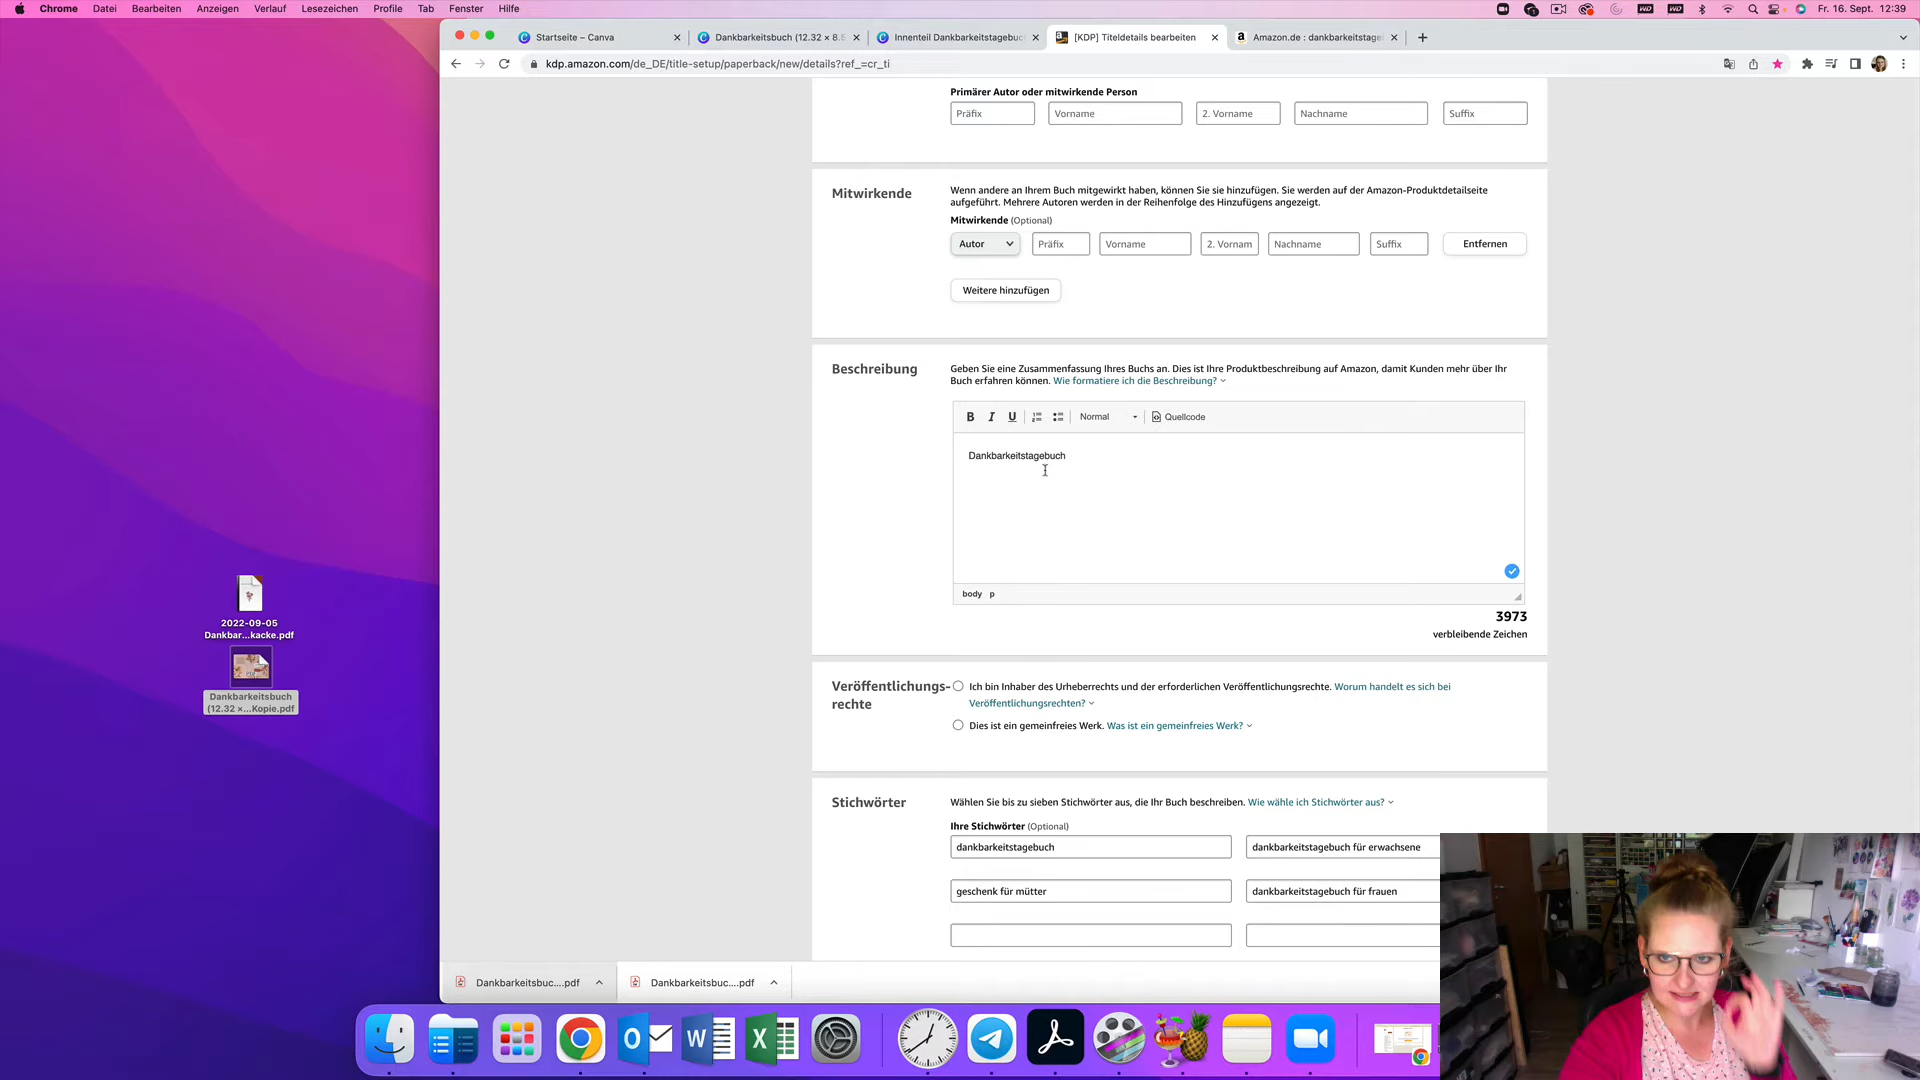 Chrome Datei Bearbeiten Anzeigen Verlauf Lesezeichen Profile Tab Fenster Hilfe
Fr. 16. Sept. 12:39
Startseite – Canva
Dankbarkeitsbuch (12.32 × 8.5
Innenteil Dankbarkeitstagebuc
[KDP] Titeldetails bearbeiten
Amazon.de : dankbarkeitstage
kdp.amazon.com/de_DE/title-setup/paperback/new/details?ref_=cr_ti
Primärer Autor oder mitwirkende Person
Präfix Vorname 2. Vorname Nachname Suffix
Mitwirkende
Wenn andere an Ihrem Buch mitgewirkt haben, können Sie sie hinzufügen. Sie werden auf der Amazon-Produktdetailseite
aufgeführt. Mehrere Autoren werden in der Reihenfolge des Hinzufügens angezeigt.
Mitwirkende (Optional)
Autor Präfix Vorname 2. Vornam Nachname Suffix Entfernen
Weitere hinzufügen
Beschreibung
Geben Sie eine Zusammenfassung Ihres Buchs an. Dies ist Ihre Produktbeschreibung auf Amazon, damit Kunden mehr über Ihr
Buch erfahren können. Wie formatiere ich die Beschreibung?
B I U Normal Quellcode
Dankbarkeitstagebuch
body p
3973
verbleibende Zeichen
2022-09-05
Dankbar...kacke.pdf
Dankbarkeitsbuch
(12.32 ×...Kopie.pdf
Veröffentlichungs-
rechte
Ich bin Inhaber des Urheberrechts und der erforderlichen Veröffentlichungsrechte. Worum handelt es sich bei
Veröffentlichungsrechten?
Dies ist ein gemeinfreies Werk. Was ist ein gemeinfreies Werk?
Stichwörter
Wählen Sie bis zu sieben Stichwörter aus, die Ihr Buch beschreiben. Wie wähle ich Stichwörter aus?
Ihre Stichwörter (Optional)
dankbarkeitstagebuch
dankbarkeitstagebuch für erwachsene
geschenk für mütter
dankbarkeitstagebuch für frauen
Dankbarkeitsbuc....pdf
Dankbarkeitsbuc....pdf